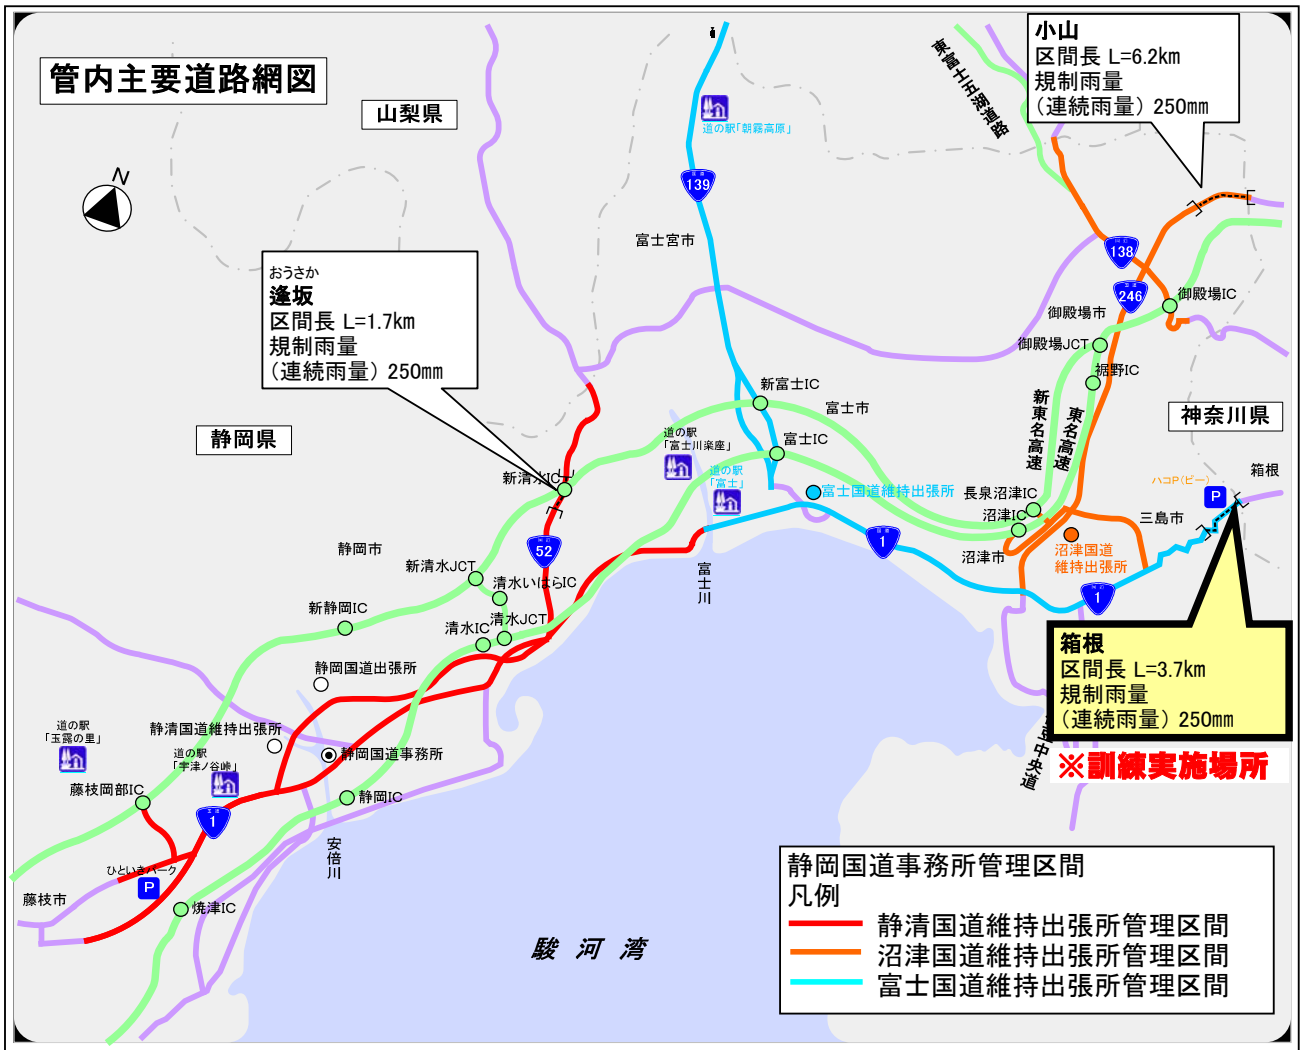 管内主要道路網図
山梨県
静岡県
神奈川県
N
小山
区間長 L=6.2km
規制雨量
(連続雨量) 250mm
東富士五湖道路
道の駅「朝霧高原」
139
富士宮市
138
246
御殿場IC
御殿場市
御殿場JCT
裾野IC
おうさか
逢坂
区間長 L=1.7km
規制雨量
(連続雨量) 250mm
新富士IC
富士市
新東名高速
東名高速
道の駅
「富士川楽座」
富士IC
道の駅
「富士」
富士国道維持出張所
新清水IC
長泉沼津IC
沼津IC
ハコP(ビー)
P
箱根
三島市
沼津市
沼津国道
維持出張所
1
1
52
静岡市
新清水JCT
清水いはらIC
富士川
新静岡IC
清水IC
清水JCT
静岡国道出張所
箱根
区間長 L=3.7km
規制雨量
(連続雨量) 250mm
※訓練実施場所
豆中央道
静清国道維持出張所
静岡国道事務所
道の駅
「玉露の里」
道の駅
「宇津ノ谷峠」
藤枝岡部IC
静岡IC
1
安倍川
ひといきパーク
P
藤枝市
焼津IC
駿河湾
静岡国道事務所管理区間
凡例
静清国道維持出張所管理区間
沼津国道維持出張所管理区間
富士国道維持出張所管理区間